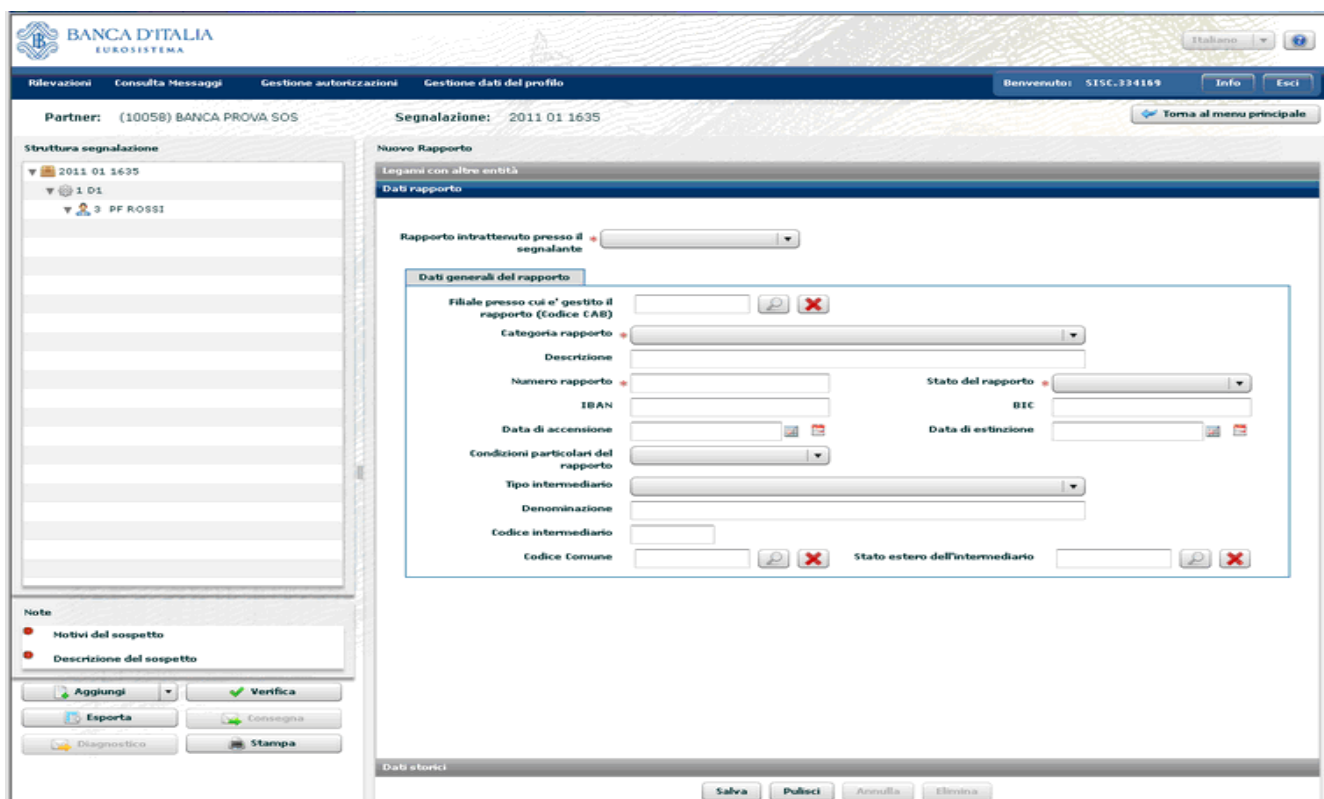 BANCA D'ITALIA
EUROSISTEMA
Italiano
Rilevazioni Consulta Messaggi Gestione autorizzazioni Gestione dati del profilo Benvenuto: SISC.334169 Info Esci
Partner: (10058) BANCA PROVA SOS Segnalazione: 2011 01 1635 Torna al menu principale
Struttura segnalazione
2011 01 1635
1 D1
3 PF ROSSI
Nuovo Rapporto
Legami con altre entità
Dati rapporto
Rapporto intrattenuto presso il
segnalante
*
Dati generali del rapporto
Filiale presso cui e' gestito il
rapporto (Codice CAB)
Categoria rapporto *
Descrizione
Numero rapporto * Stato del rapporto *
IBAN BIC
Data di accensione Data di estinzione
Condizioni particolari del
rapporto
Tipo intermediario
Denominazione
Codice intermediario
Codice Comune Stato estero dell'intermediario
Note
Motivi del sospetto
Descrizione del sospetto
Aggiungi Verifica
Esporta Consegna
Diagnostico Stampa
Dati storici
Salva Pulisci Annulla Elimina